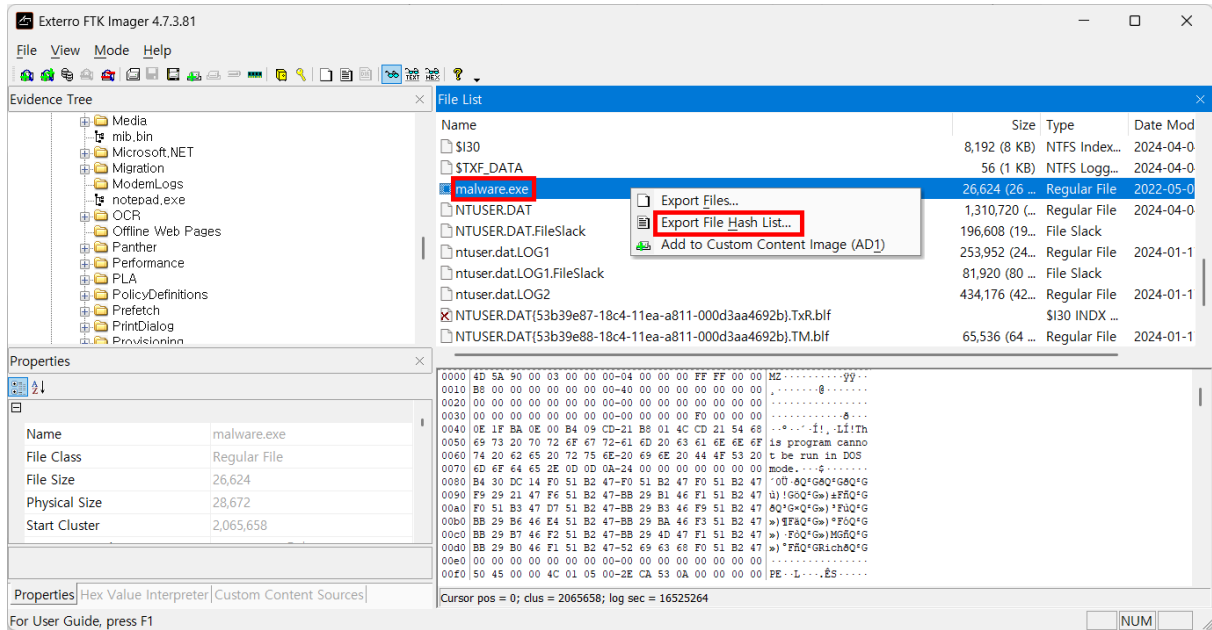 Exterro FTK Imager 4.7.3.81
File View Mode Help
Evidence Tree
Media
mib.bin
Microsoft.NET
Migration
ModemLogs
notepad.exe
OCR
Offline Web Pages
Panther
Performance
PLA
PolicyDefinitions
Prefetch
PrintDialog
Provisioning
File List
Name Size Type Date Mod
$I30 8,192 (8 KB) NTFS Index... 2024-04-0
$TXF_DATA 56 (1 KB) NTFS Logg... 2024-04-0
malware.exe 26,624 (26 ... Regular File 2022-05-0
NTUSER.DAT 1,310,720 (... Regular File 2024-04-0
NTUSER.DAT.FileSlack 196,608 (19... File Slack
ntuser.dat.LOG1 253,952 (24... Regular File 2024-01-1
ntuser.dat.LOG1.FileSlack 81,920 (80 ... File Slack
ntuser.dat.LOG2 434,176 (42... Regular File 2024-01-1
NTUSER.DAT{53b39e87-18c4-11ea-a811-000d3aa4692b}.TxR.blf $I30 INDX ...
NTUSER.DAT{53b39e88-18c4-11ea-a811-000d3aa4692b}.TM.blf 65,536 (64 ... Regular File 2024-01-1
Export Files...
Export File Hash List...
Add to Custom Content Image (AD1)
Properties
Name malware.exe
File Class Regular File
File Size 26,624
Physical Size 28,672
Start Cluster 2,065,658
Properties Hex Value Interpreter Custom Content Sources
0000 4D 5A 90 00 03 00 00 00-04 00 00 00 FF FF 00 00 MZ··········ÿÿ··
0010 B8 00 00 00 00 00 00 00-40 00 00 00 00 00 00 00 ¸·······@·······
0020 00 00 00 00 00 00 00 00-00 00 00 00 00 00 00 00 ················
0030 00 00 00 00 00 00 00 00-00 00 00 00 F0 00 00 00 ············ð···
0040 0E 1F BA 0E 00 B4 09 CD-21 B8 01 4C CD 21 54 68 ··º··´·Í!¸·LÍ!Th
0050 69 73 20 70 72 6F 67 72-61 6D 20 63 61 6E 6E 6F is program canno
0060 74 20 62 65 20 72 75 6E-20 69 6E 20 44 4F 53 20 t be run in DOS
0070 6D 6F 64 65 2E 0D 0D 0A-24 00 00 00 00 00 00 00 mode.···$·······
0080 B4 30 DC 14 F0 51 B2 47-F0 51 B2 47 F0 51 B2 47 ´0Ü·ðQ²GðQ²GðQ²G
0090 F9 29 21 47 F6 51 B2 47-BB 29 B1 46 F1 51 B2 47 ù)!GöQ²G»)±FñQ²G
00a0 F0 51 B3 47 D7 51 B2 47-BB 29 B3 46 F9 51 B2 47 ðQ³G×Q²G»)³FùQ²G
00b0 BB 29 B6 46 E4 51 B2 47-BB 29 BA 46 F3 51 B2 47 »)¶FäQ²G»)ºFóQ²G
00c0 BB 29 B7 46 F2 51 B2 47-BB 29 4D 47 F1 51 B2 47 »)·FòQ²G»)MGñQ²G
00d0 BB 29 B0 46 F1 51 B2 47-52 69 63 68 F0 51 B2 47 »)°FñQ²GRichðQ²G
00e0 00 00 00 00 00 00 00 00-00 00 00 00 00 00 00 00 ················
00f0 50 45 00 00 4C 01 05 00-2E CA 53 0A 00 00 00 00 PE··L···.ÊS·····
Cursor pos = 0; clus = 2065658; log sec = 16525264
For User Guide, press F1
NUM